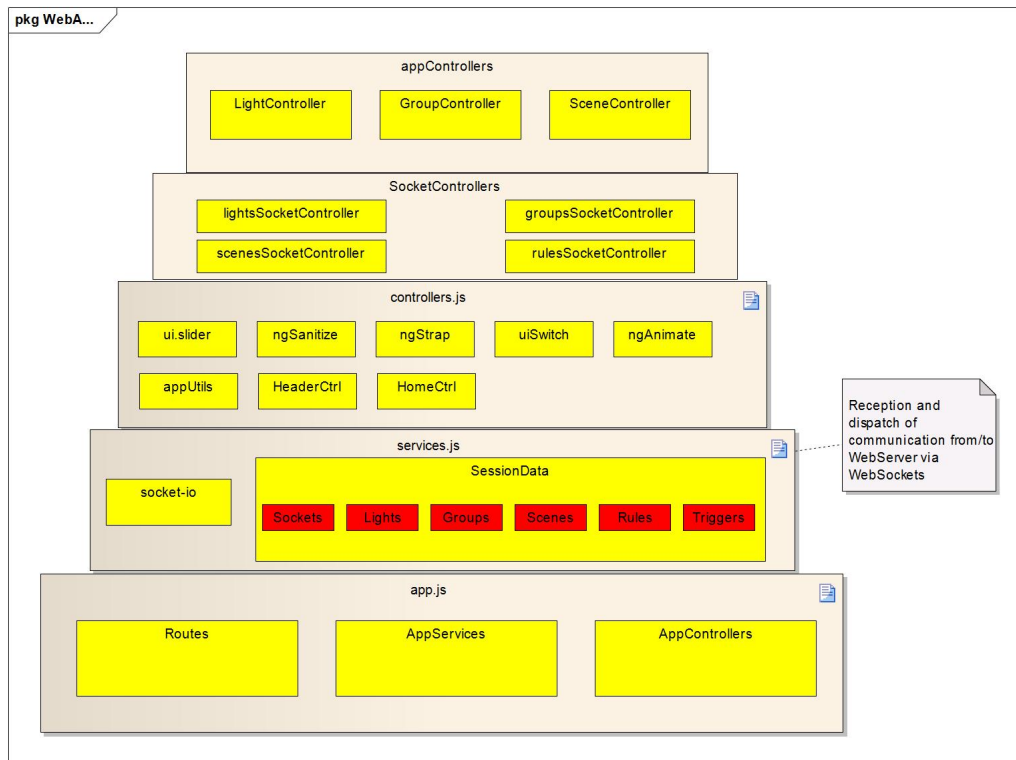 pkg WebA...
appControllers
LightController
GroupController
SceneController
SocketControllers
lightsSocketController
groupsSocketController
scenesSocketController
rulesSocketController
controllers.js
ui.slider
ngSanitize
ngStrap
uiSwitch
ngAnimate
appUtils
HeaderCtrl
HomeCtrl
services.js
socket-io
SessionData
Sockets
Lights
Groups
Scenes
Rules
Triggers
Reception and
dispatch of
communication from/to
WebServer via
WebSockets
app.js
Routes
AppServices
AppControllers